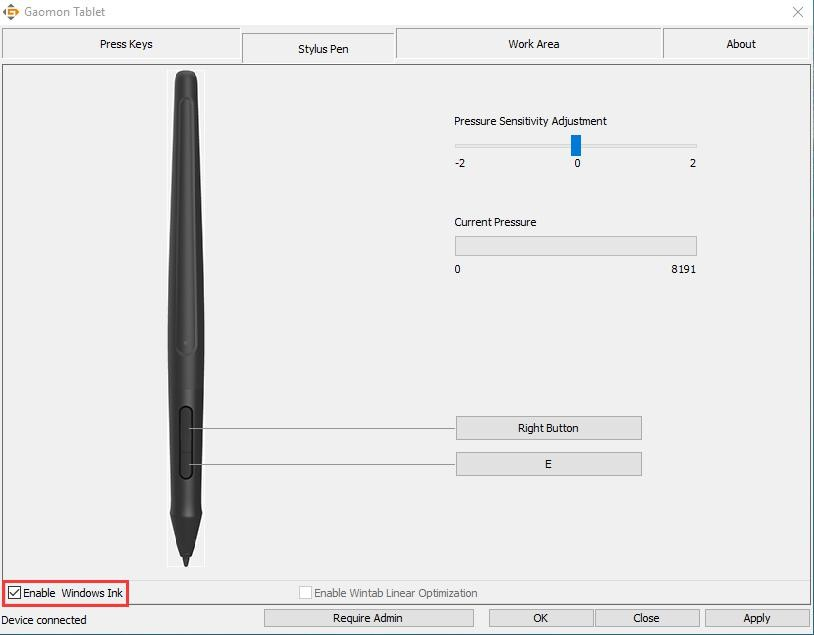 Gaomon Tablet
Press Keys
Stylus Pen
Work Area
About
Pressure Sensitivity Adjustment
-2 0 2
Current Pressure
0 8191
Right Button
E
Enable Windows Ink
Enable Wintab Linear Optimization
Device connected
Require Admin
OK
Close
Apply